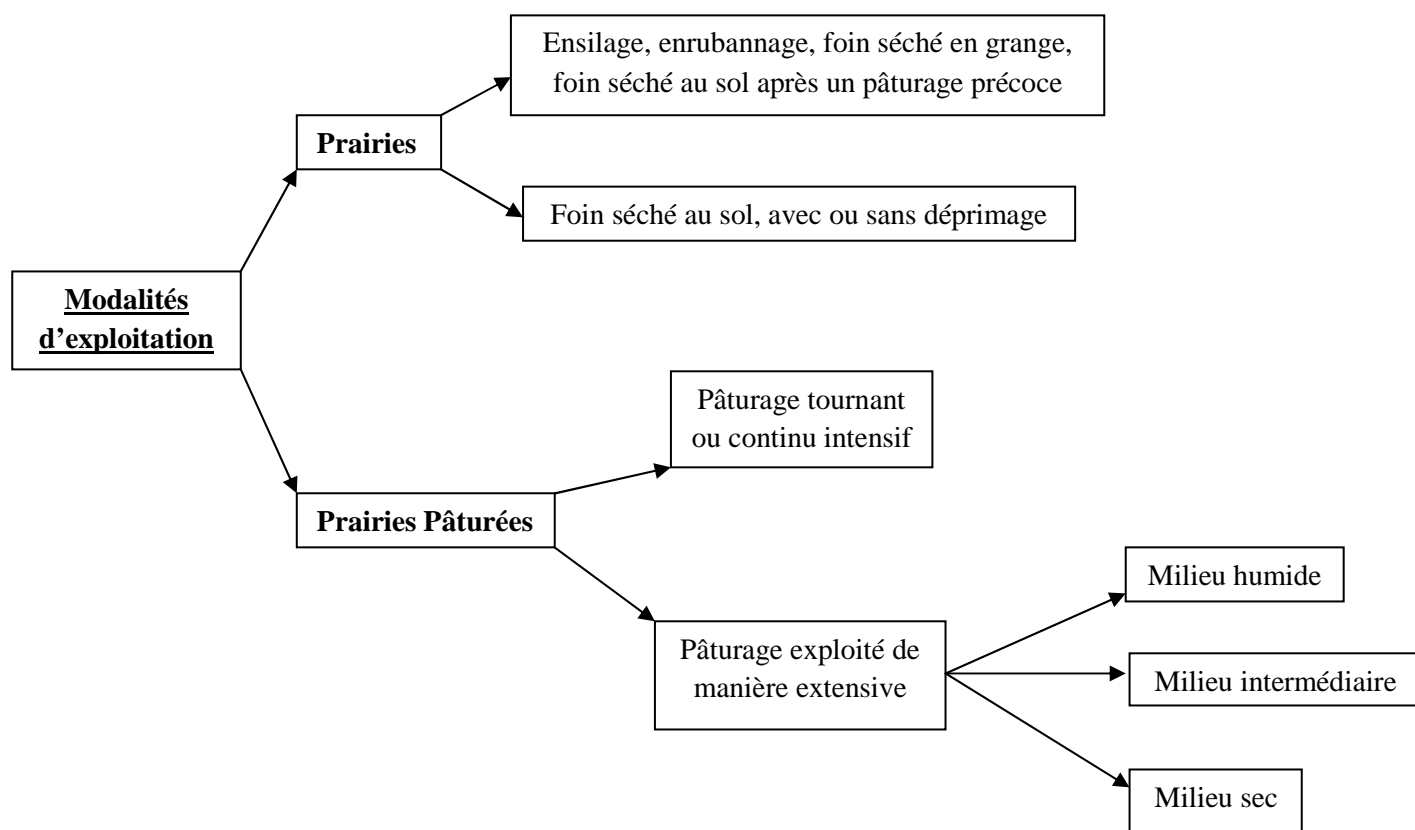 Ensilage, enrubannage, foin séché en grange,
foin séché au sol après un pâturage précoce
Prairies
Foin séché au sol, avec ou sans déprimage
Modalités
d’exploitation
Pâturage tournant
ou continu intensif
Prairies Pâturées
Milieu humide
Pâturage exploité de
manière extensive
Milieu intermédiaire
Milieu sec